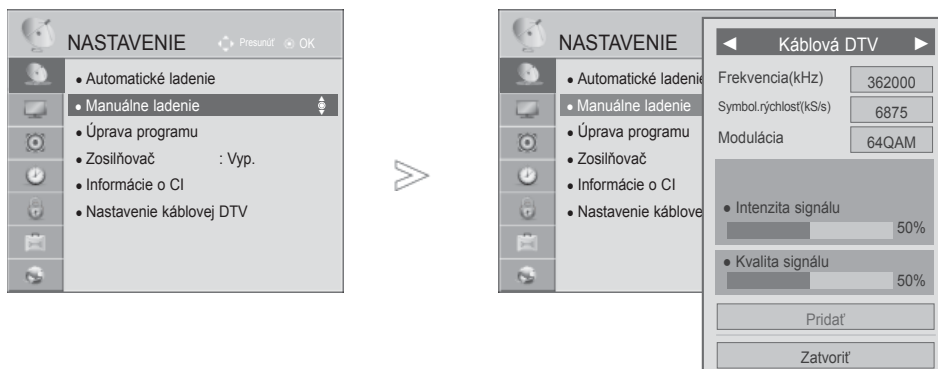 NASTAVENIE Presunúť OK
• Automatické ladenie
• Manuálne ladenie
• Úprava programu
• Zosilňovač : Vyp.
• Informácie o CI
• Nastavenie káblovej DTV
NASTAVENIE
• Automatické ladenie
• Manuálne ladenie
• Úprava programu
• Zosilňovač
• Informácie o CI
• Nastavenie káblove
◄ Káblová DTV ►
Frekvencia(kHz) 362000
Symbol.rýchlosť(kS/s) 6875
Modulácia 64QAM
• Intenzita signálu
50%
• Kvalita signálu
50%
Pridať
Zatvoriť